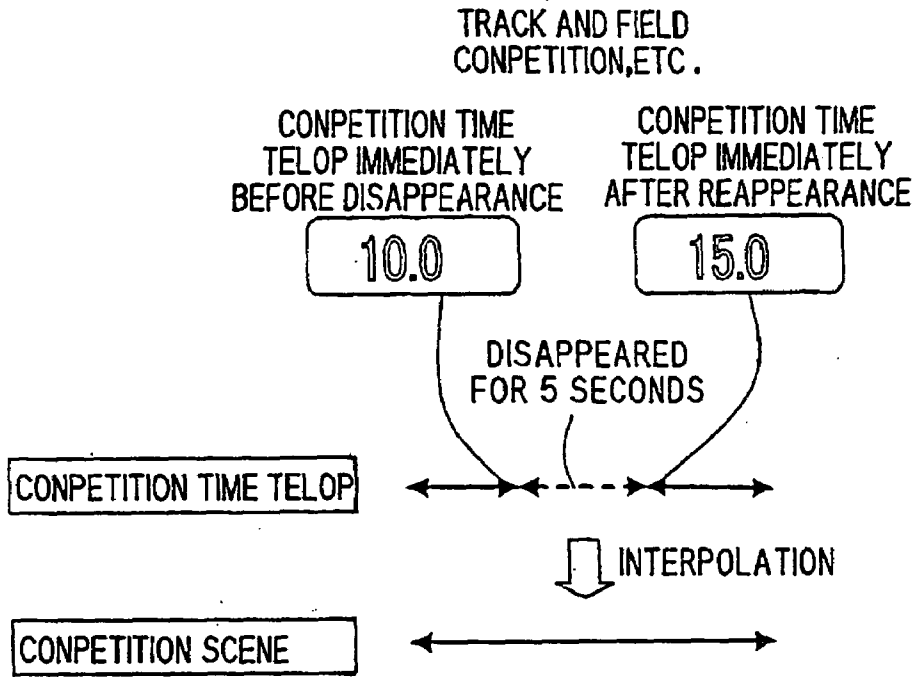 TRACK AND FIELD
CONPETITION,ETC.
CONPETITION TIME
TELOP IMMEDIATELY
BEFORE DISAPPEARANCE
CONPETITION TIME
TELOP IMMEDIATELY
AFTER REAPPEARANCE
10.0
15.0
DISAPPEARED
FOR 5 SECONDS
CONPETITION TIME TELOP
INTERPOLATION
CONPETITION SCENE